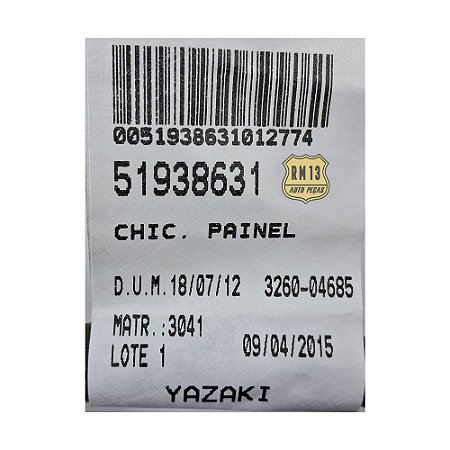 0051938631012774
51938631 RM13
AUTO PEÇAS
CHIC. PAINEL
D.U.M.18/07/12 3260-04685
MATR.:3041
LOTE 1 09/04/2015
YAZAKI